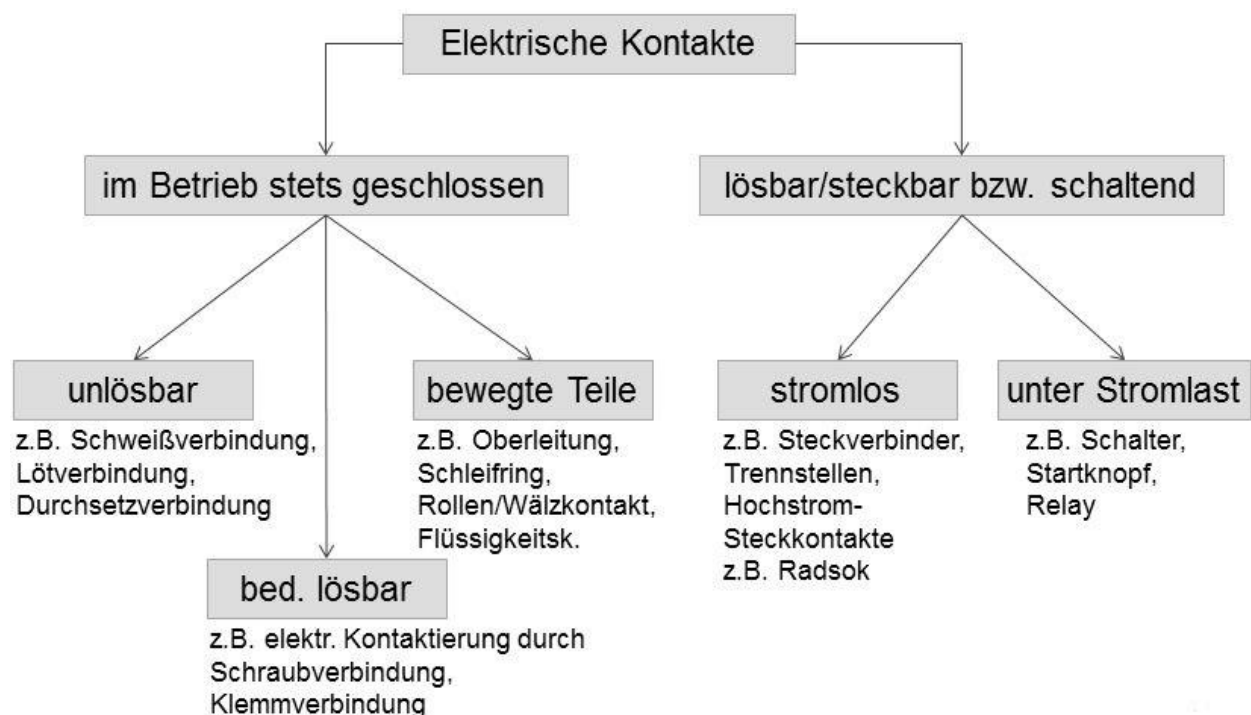 Elektrische Kontakte
im Betrieb stets geschlossen
lösbar/steckbar bzw. schaltend
unlösbar
z.B. Schweißverbindung,
Lötverbindung,
Durchsetzverbindung
bed. lösbar
z.B. elektr. Kontaktierung durch
Schraubverbindung,
Klemmverbindung
bewegte Teile
z.B. Oberleitung,
Schleifring,
Rollen/Wälzkontakt,
Flüssigkeitsk.
stromlos
z.B. Steckverbinder,
Trennstellen,
Hochstrom-
Steckkontakte
z.B. Radsok
unter Stromlast
z.B. Schalter,
Startknopf,
Relay